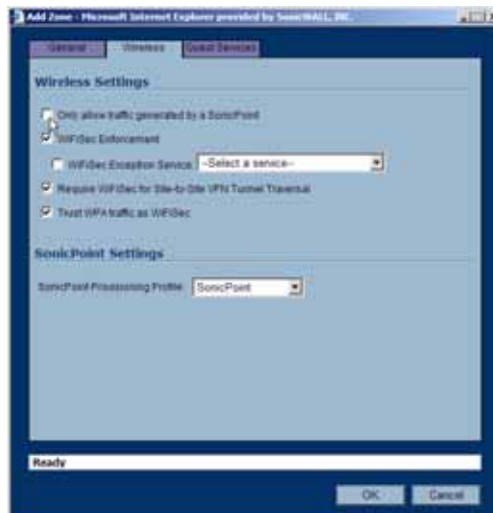 Add Zone - Microsoft Internet Explorer provided by SonicWALL, INC.
General Wireless Guest Services
Wireless Settings
Only allow traffic generated by a SonicPoint
WiFiSec Enforcement
WiFiSec Exception Service: --Select a service--
Require WiFiSec for Site-to-Site VPN Tunnel Traversal
Trust WPA traffic as WiFiSec
SonicPoint Settings
SonicPoint Provisioning Profile: SonicPoint
Ready
OK Cancel